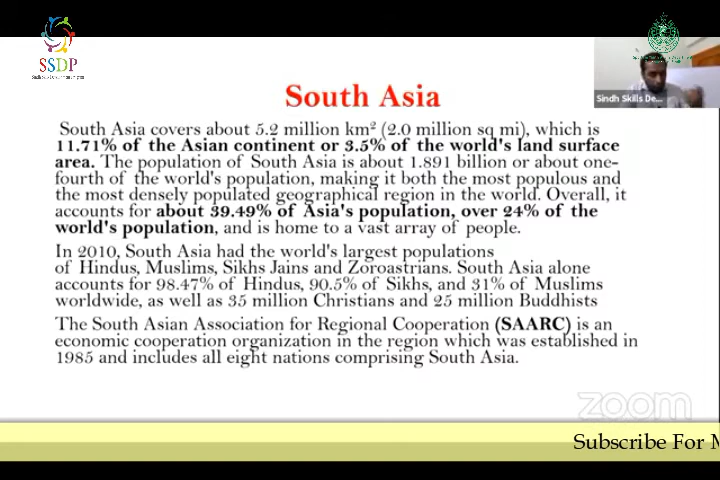 SSDP
Sindh Skills De...
South Asia
South Asia covers about 5.2 million km² (2.0 million sq mi), which is
11.71% of the Asian continent or 3.5% of the world's land surface
area. The population of South Asia is about 1.891 billion or about one-
fourth of the world's population, making it both the most populous and
the most densely populated geographical region in the world. Overall, it
accounts for about 39.49% of Asia's population, over 24% of the
world's population, and is home to a vast array of people.
In 2010, South Asia had the world's largest populations
of Hindus, Muslims, Sikhs Jains and Zoroastrians. South Asia alone
accounts for 98.47% of Hindus, 90.5% of Sikhs, and 31% of Muslims
worldwide, as well as 35 million Christians and 25 million Buddhists
The South Asian Association for Regional Cooperation (SAARC) is an
economic cooperation organization in the region which was established in
1985 and includes all eight nations comprising South Asia.
zoom
Subscribe For M